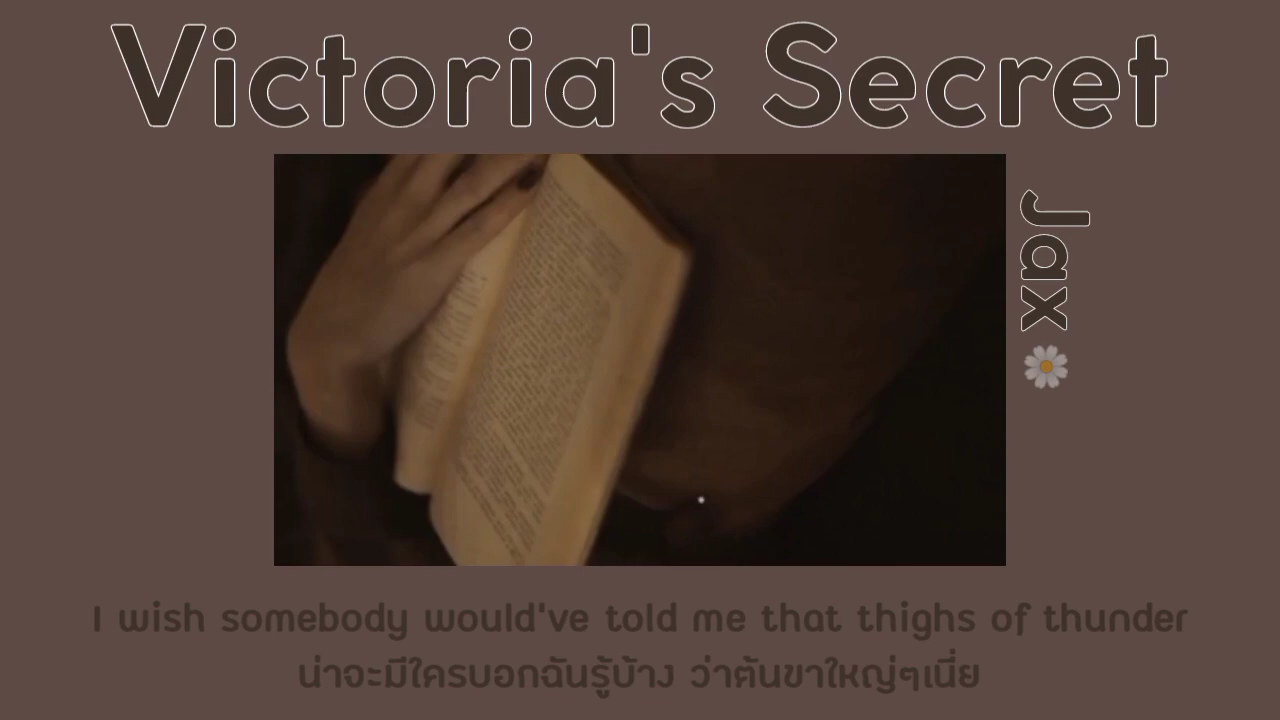 Victoria's Secret
Jax
I wish somebody would've told me that thighs of thunder
น่าจะมีใครบอกฉันรู้บ้าง ว่าต้นขาใหญ่ๆเนี่ย